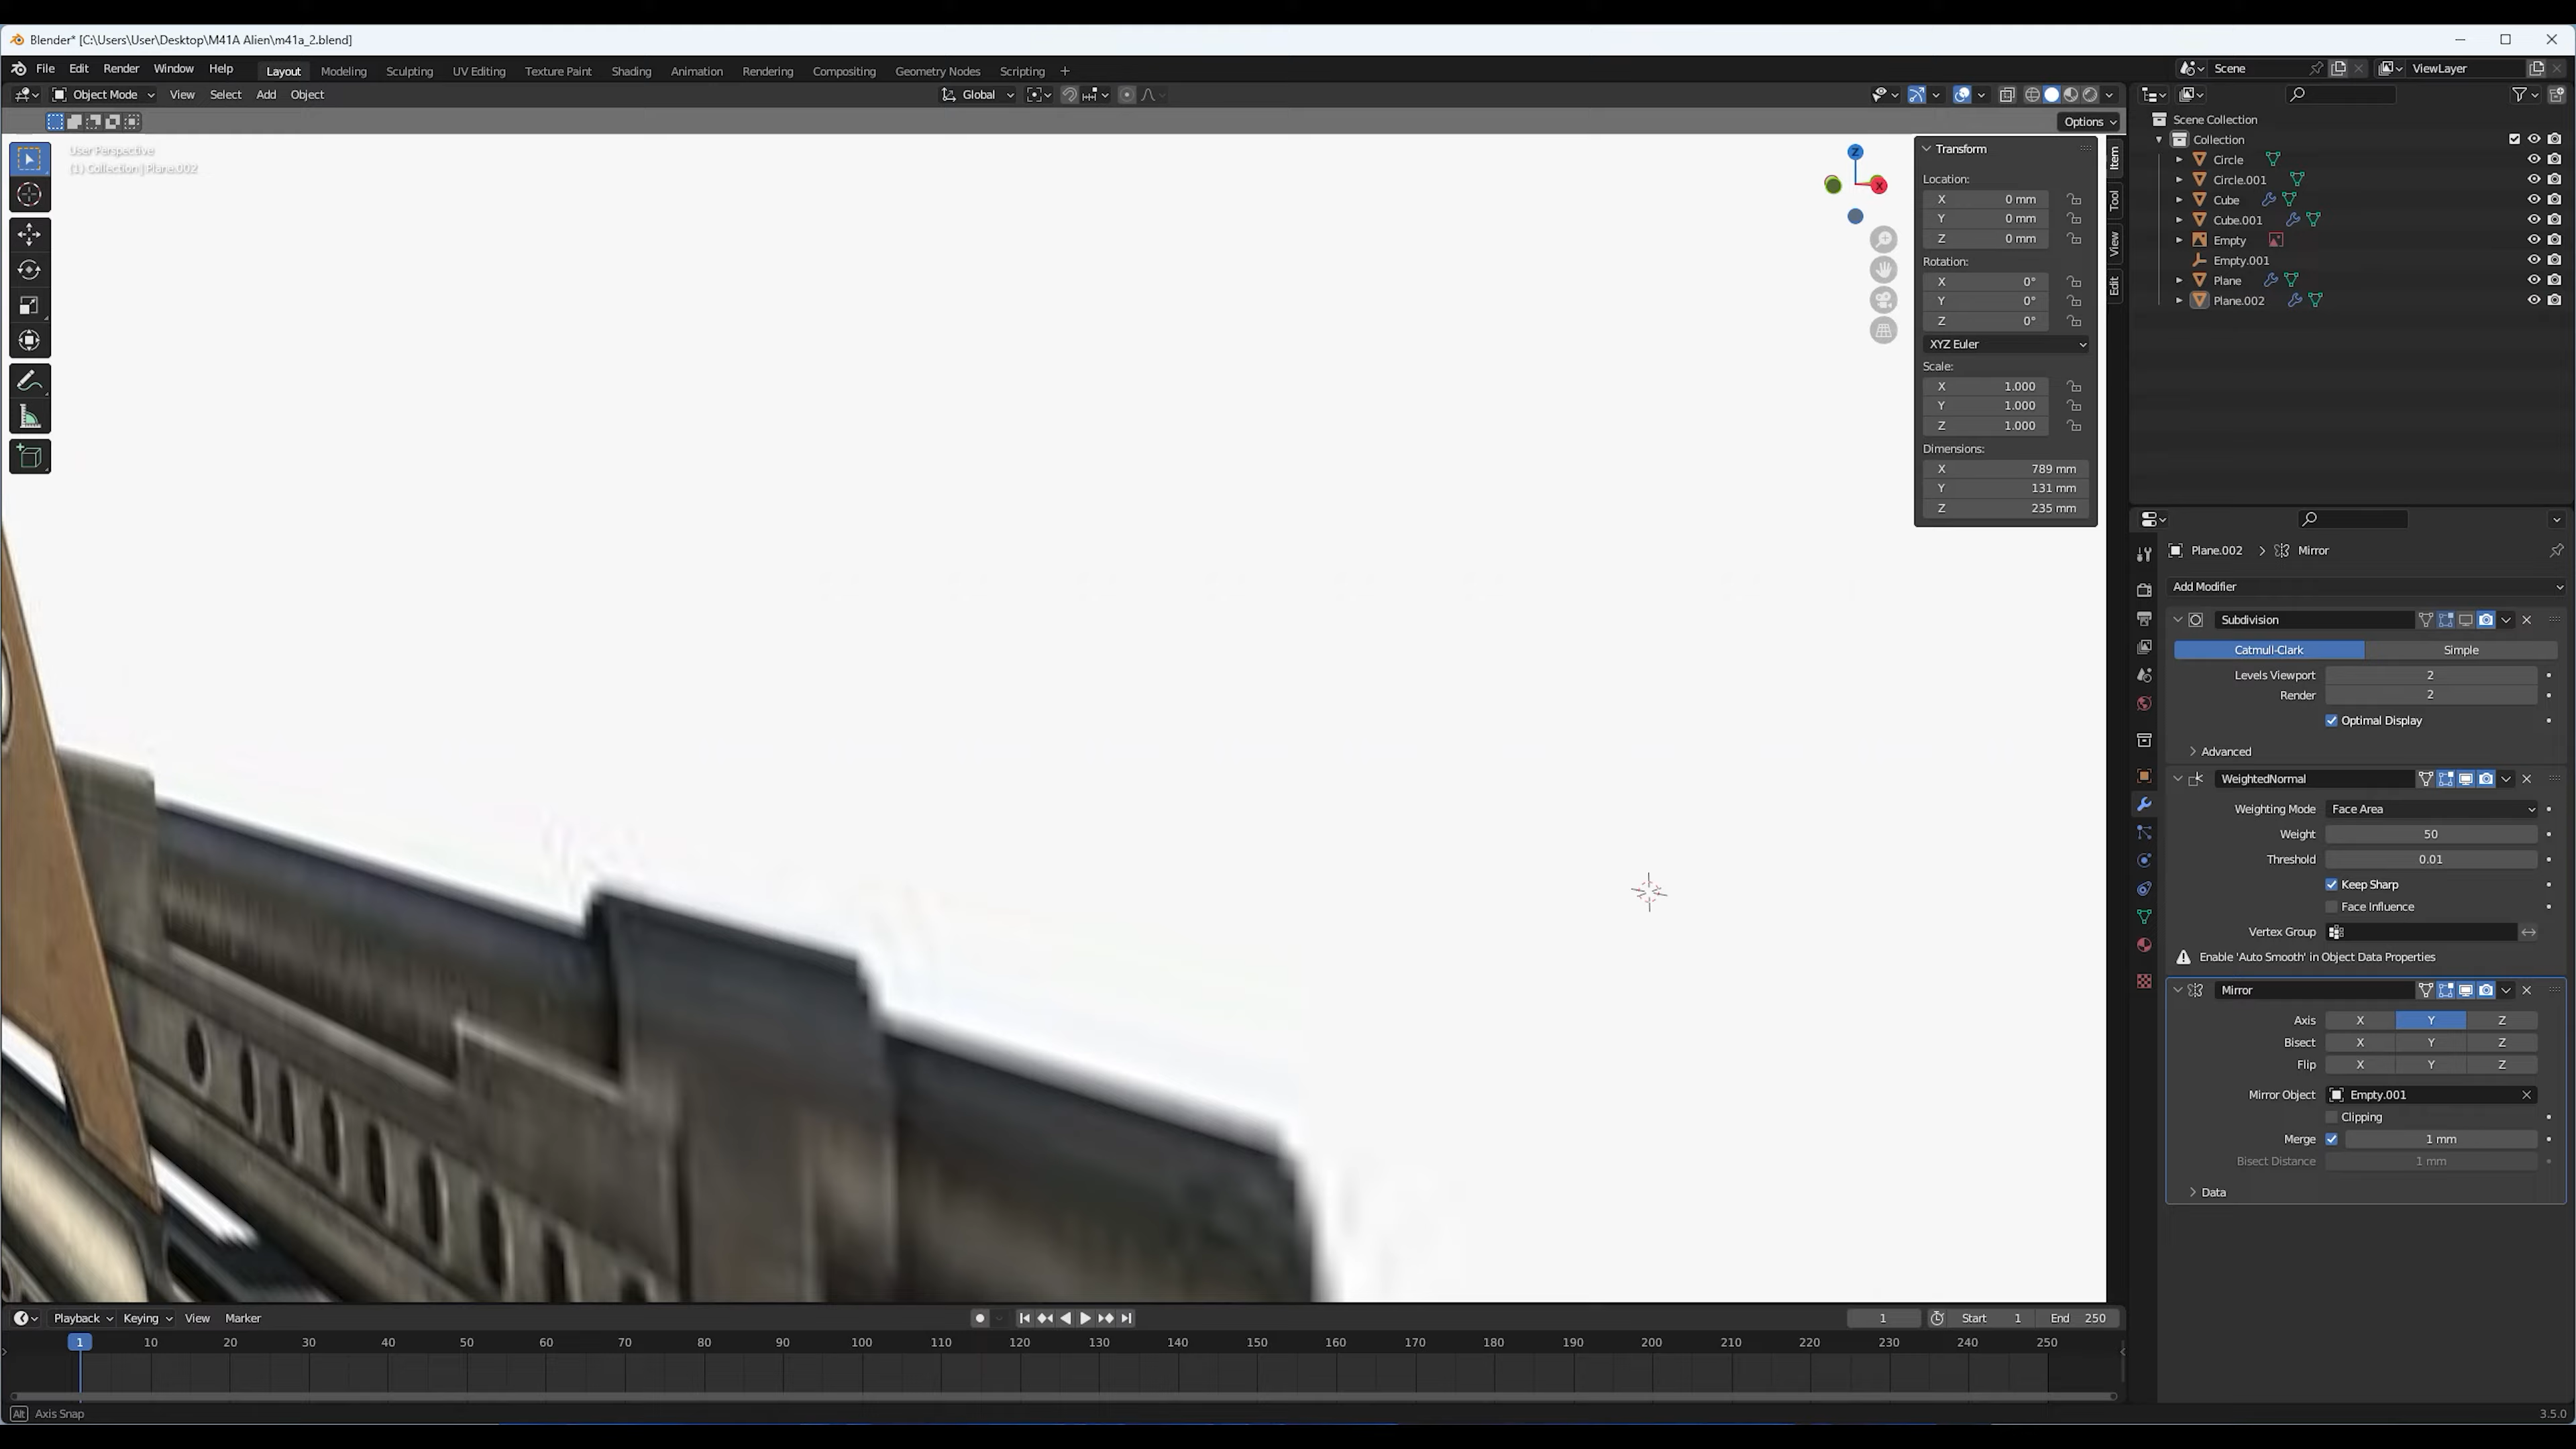 Blender* [C:\Users\User\Desktop\M41A Alien\m41a_2.blend]
File Edit Render Window Help Layout Modeling Sculpting UV Editing Texture Paint Shading Animation Rendering Compositing Geometry Nodes Scripting + Scene ViewLayer
Object Mode View Select Add Object Global
Options
User Perspective
(1) Collection | Plane.002
Z
X
Transform
Location:
X 0 mm
Y 0 mm
Z 0 mm
Rotation:
X 0°
Y 0°
Z 0°
XYZ Euler
Scale:
X 1.000
Y 1.000
Z 1.000
Dimensions:
X 789 mm
Y 131 mm
Z 235 mm
Item
Tool
View
Edit
Scene Collection
Collection
Circle
Circle.001
Cube
Cube.001
Empty
Empty.001
Plane
Plane.002
Plane.002 > Mirror
Add Modifier
Subdivision
Catmull-Clark Simple
Levels Viewport 2
Render 2
Optimal Display
Advanced
WeightedNormal
Weighting Mode Face Area
Weight 50
Threshold 0.01
Keep Sharp
Face Influence
Vertex Group
Enable 'Auto Smooth' in Object Data Properties
Mirror
Axis X Y Z
Bisect X Y Z
Flip X Y Z
Mirror Object Empty.001
Clipping
Merge 1 mm
Bisect Distance 1 mm
Data
Playback Keying View Marker 1 Start 1 End 250
1 10 20 30 40 50 60 70 80 90 100 110 120 130 140 150 160 170 180 190 200 210 220 230 240 250
Alt Axis Snap
3.5.0